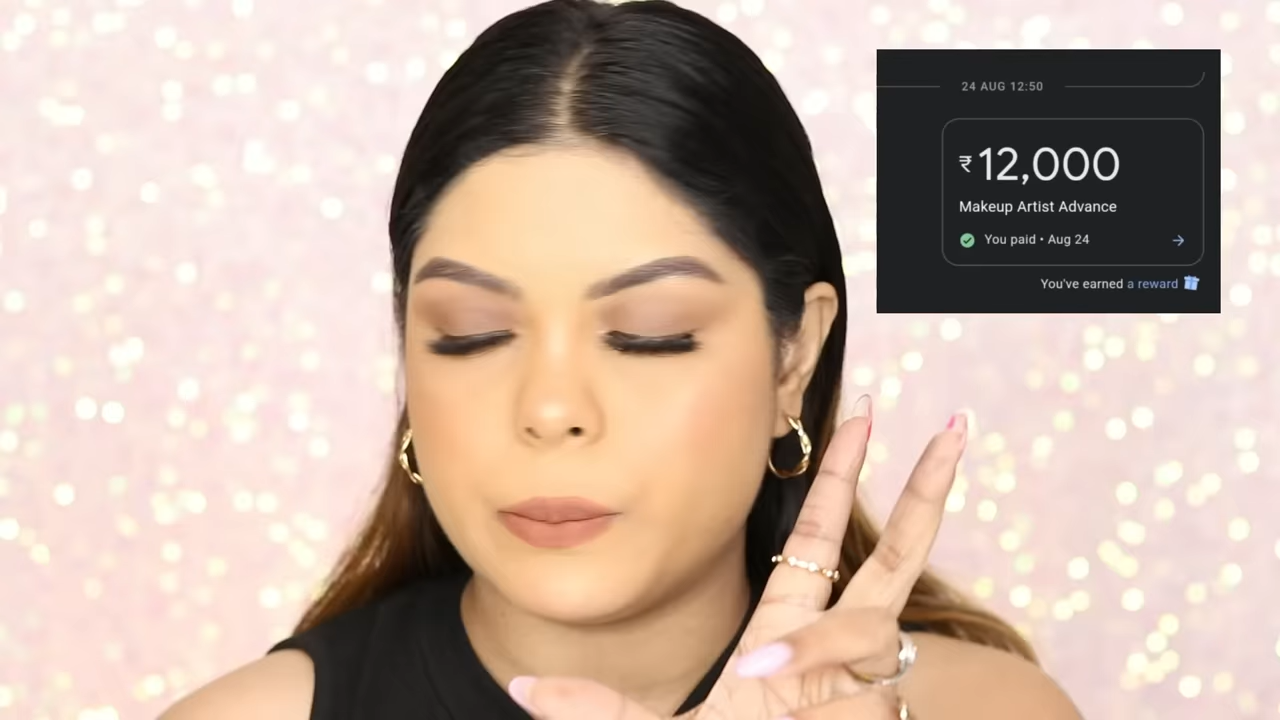 24 AUG 12:50
₹12,000
Makeup Artist Advance
You paid • Aug 24
You've earned a reward